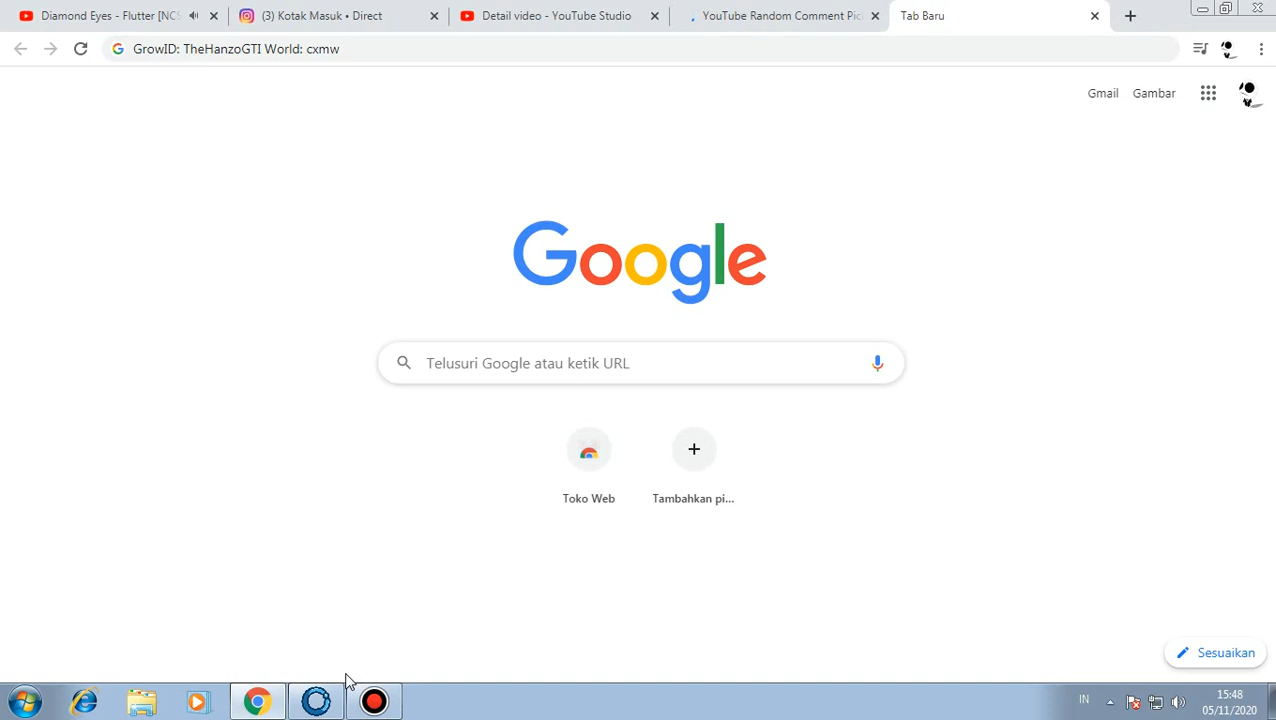 Diamond Eyes - Flutter [NCS
(3) Kotak Masuk • Direct
Detail video - YouTube Studio
YouTube Random Comment Pic
Tab Baru
GrowID: TheHanzoGTI World: cxmw
Gmail
Gambar
Google
Telusuri Google atau ketik URL
Toko Web
Tambahkan pi...
Sesuaikan
IN
15:48
05/11/2020